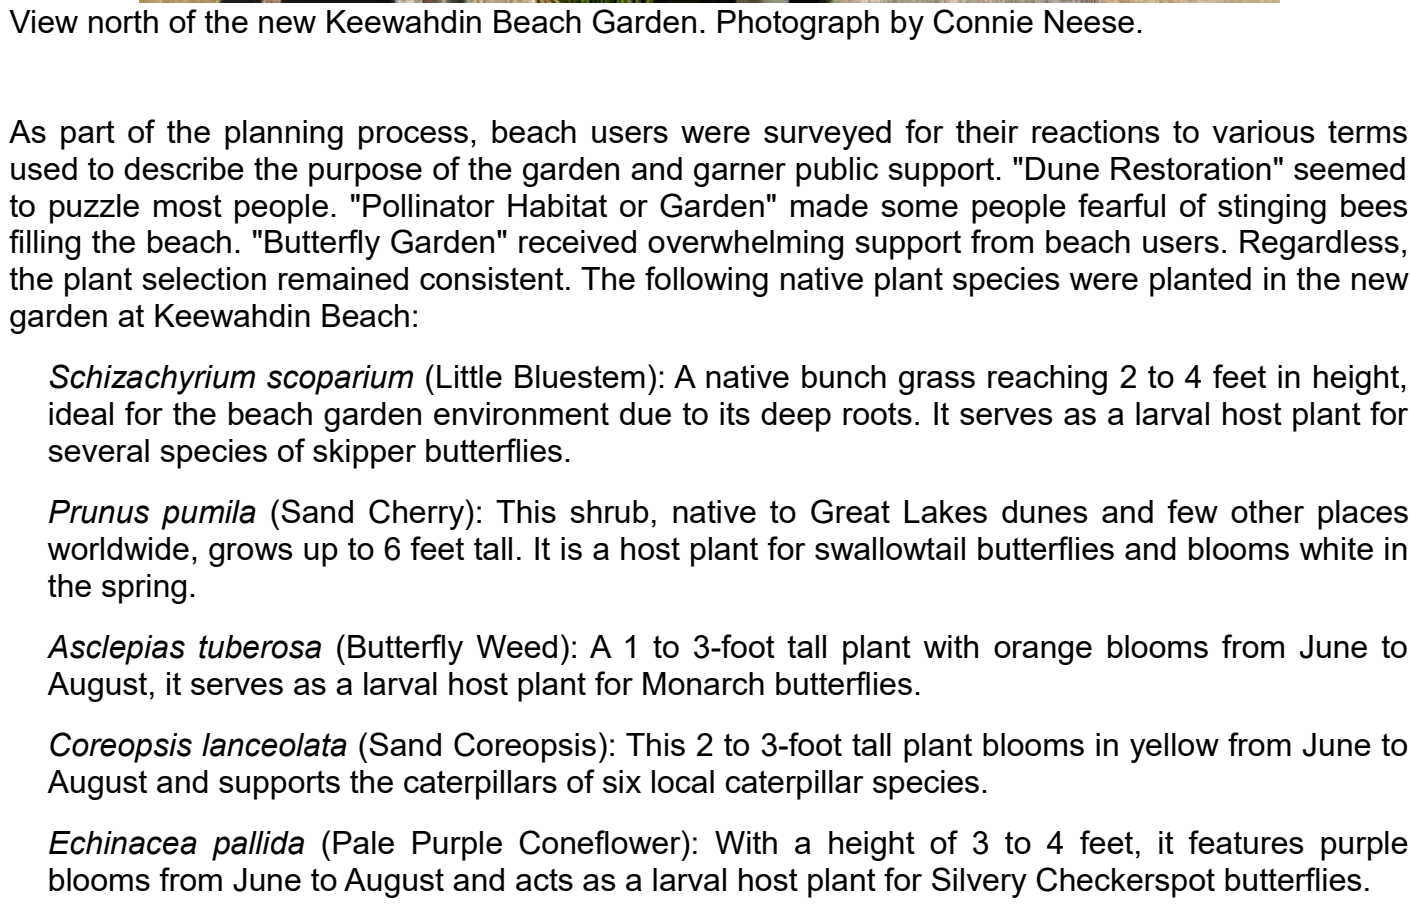 View north of the new Keewahdin Beach Garden. Photograph by Connie Neese.
As part of the planning process, beach users were surveyed for their reactions to various terms
used to describe the purpose of the garden and garner public support. "Dune Restoration" seemed
to puzzle most people. "Pollinator Habitat or Garden" made some people fearful of stinging bees
filling the beach. "Butterfly Garden" received overwhelming support from beach users. Regardless,
the plant selection remained consistent. The following native plant species were planted in the new
garden at Keewahdin Beach:
Schizachyrium scoparium (Little Bluestem): A native bunch grass reaching 2 to 4 feet in height,
ideal for the beach garden environment due to its deep roots. It serves as a larval host plant for
several species of skipper butterflies.
Prunus pumila (Sand Cherry): This shrub, native to Great Lakes dunes and few other places
worldwide, grows up to 6 feet tall. It is a host plant for swallowtail butterflies and blooms white in
the spring.
Asclepias tuberosa (Butterfly Weed): A 1 to 3-foot tall plant with orange blooms from June to
August, it serves as a larval host plant for Monarch butterflies.
Coreopsis lanceolata (Sand Coreopsis): This 2 to 3-foot tall plant blooms in yellow from June to
August and supports the caterpillars of six local caterpillar species.
Echinacea pallida (Pale Purple Coneflower): With a height of 3 to 4 feet, it features purple
blooms from June to August and acts as a larval host plant for Silvery Checkerspot butterflies.